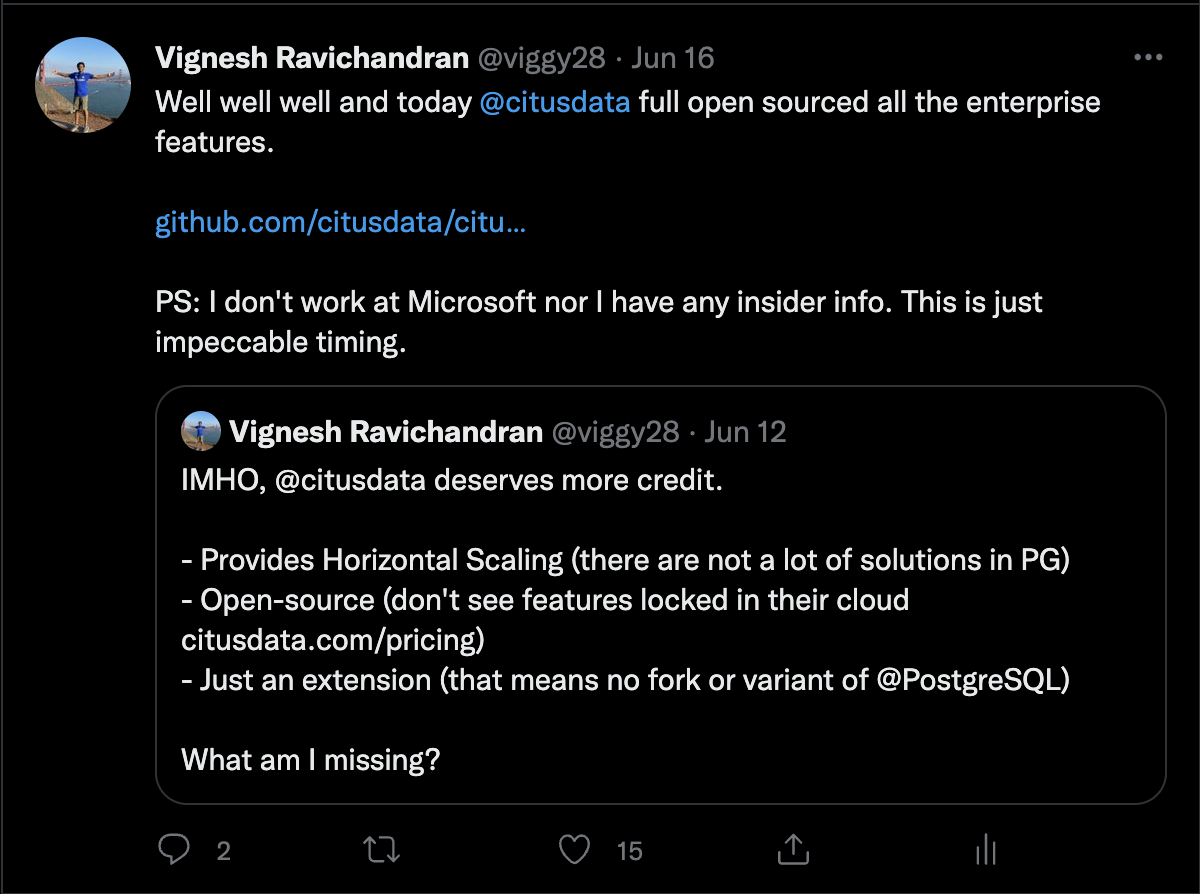 Vignesh Ravichandran @viggy28 · Jun 16
Well well well and today @citusdata full open sourced all the enterprise
features.
github.com/citusdata/citu…
PS: I don't work at Microsoft nor I have any insider info. This is just
impeccable timing.
Vignesh Ravichandran @viggy28 · Jun 12
IMHO, @citusdata deserves more credit.
- Provides Horizontal Scaling (there are not a lot of solutions in PG)
- Open-source (don't see features locked in their cloud
citusdata.com/pricing)
- Just an extension (that means no fork or variant of @PostgreSQL)
What am I missing?
2 15